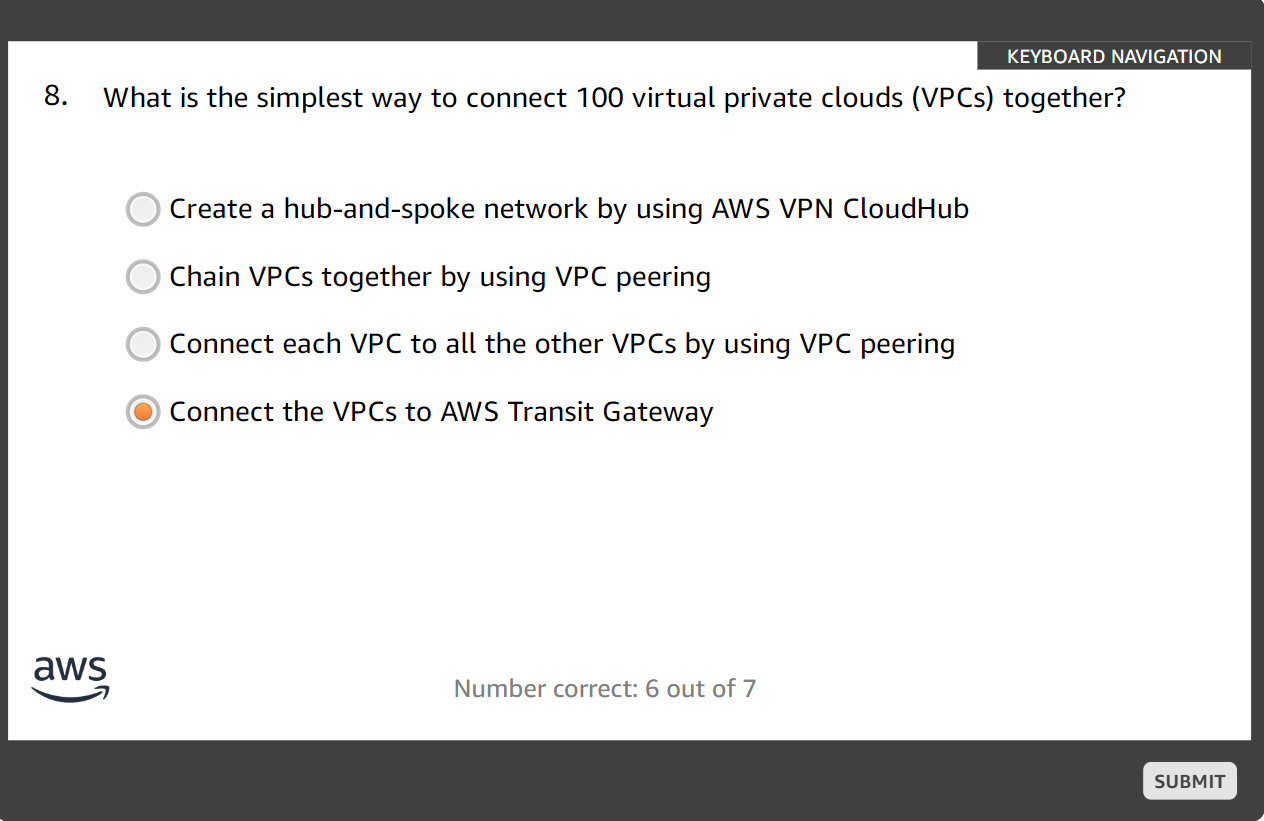 KEYBOARD NAVIGATION
8. What is the simplest way to connect 100 virtual private clouds (VPCs) together?
Create a hub-and-spoke network by using AWS VPN CloudHub
Chain VPCs together by using VPC peering
Connect each VPC to all the other VPCs by using VPC peering
Connect the VPCs to AWS Transit Gateway
aws
Number correct: 6 out of 7
SUBMIT